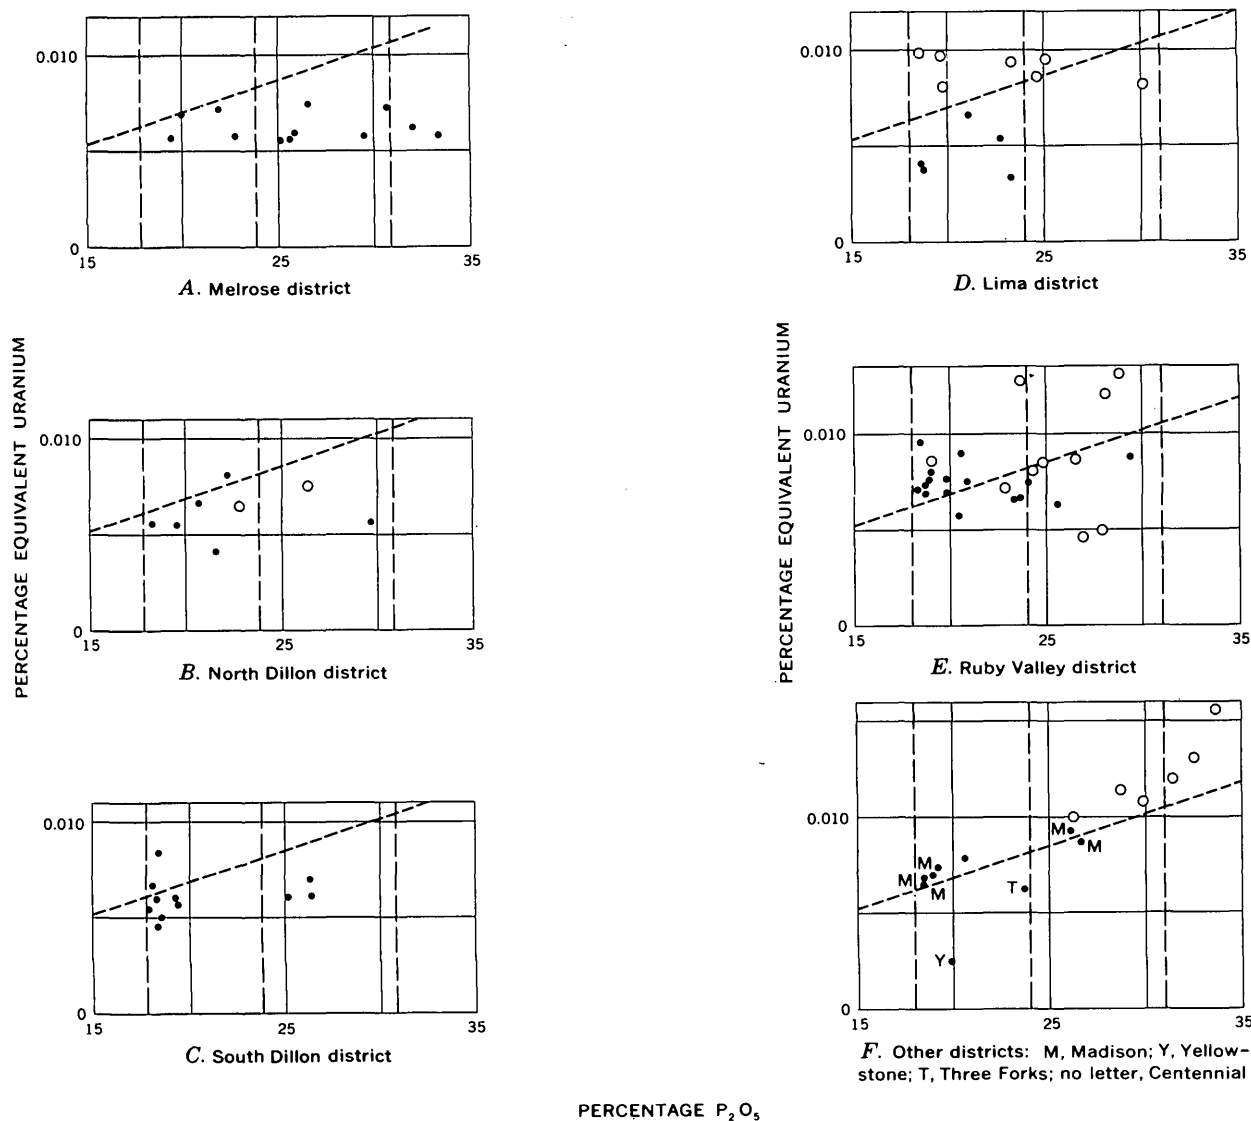 0.010
0
15
25
35
A. Melrose district
PERCENTAGE EQUIVALENT URANIUM
0.010
0
15
25
35
B. North Dillon district
0.010
0
15
25
35
C. South Dillon district
0.010
0
15
25
35
D. Lima district
PERCENTAGE EQUIVALENT URANIUM
0.010
0
15
25
35
E. Ruby Valley district
M
M
M
M
M
T
Y
0.010
0
15
25
35
F. Other districts: M, Madison; Y, Yellow-
stone; T, Three Forks; no letter, Centennial
PERCENTAGE P₂O₅